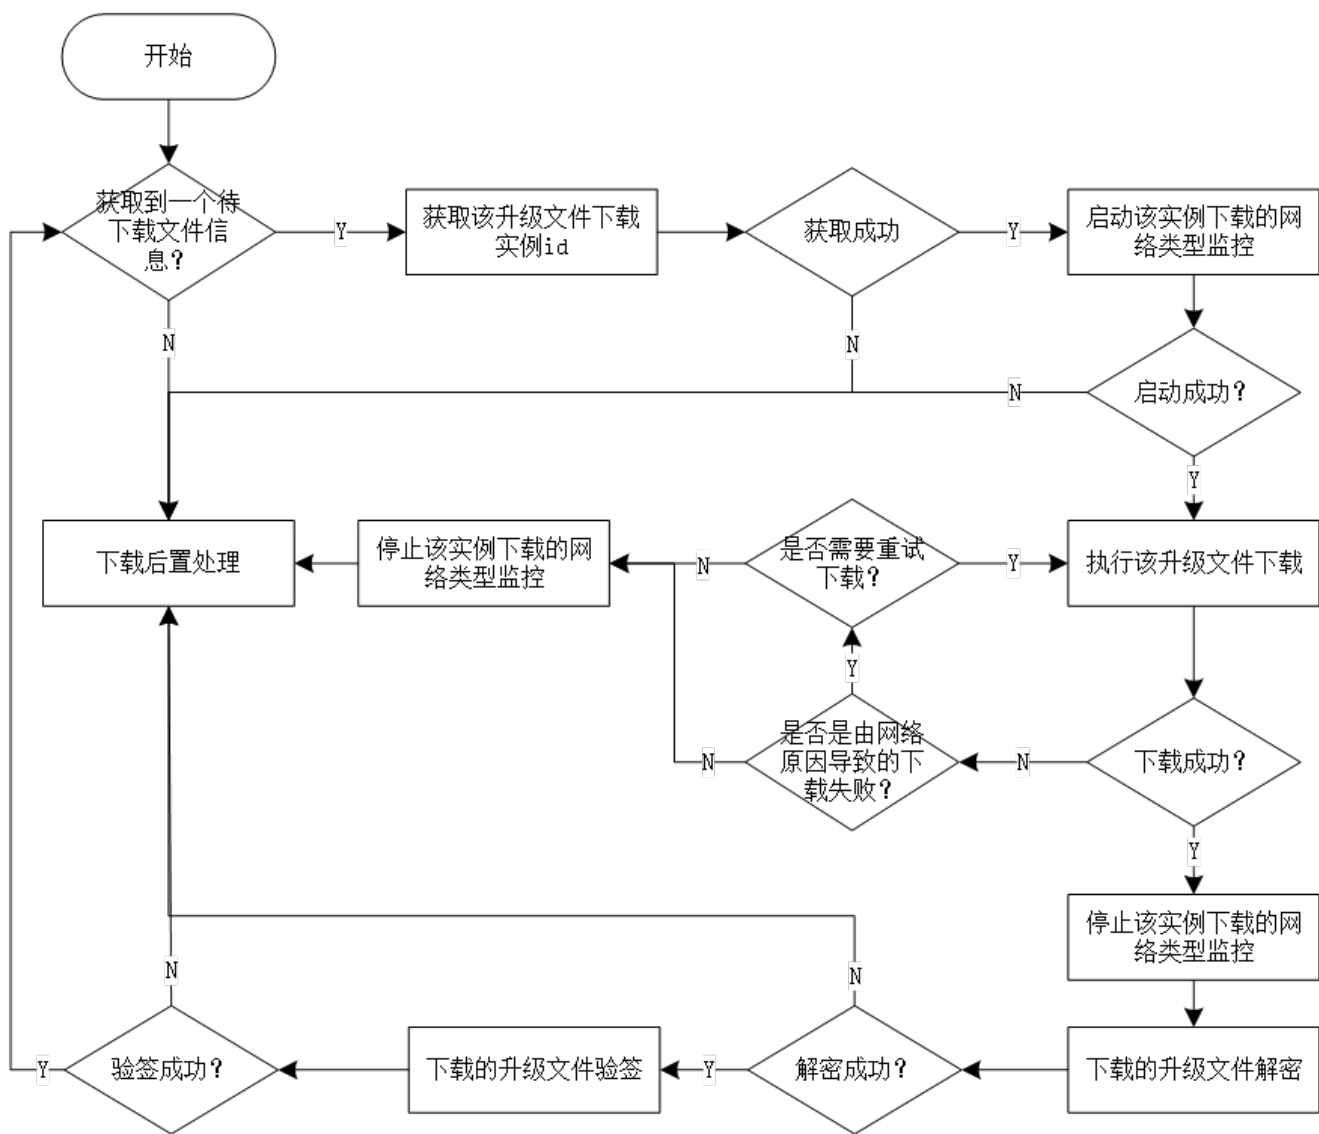 开始
获取到一个待
下载文件信
息？
Y
获取该升级文件下载
实例id
获取成功
Y
启动该实例下载的网
络类型监控
N
N
N
启动成功？
Y
下载后置处理
停止该实例下载的网
络类型监控
N
是否需要重试
下载？
Y
执行该升级文件下载
Y
N
是否是由网络
原因导致的下
载失败？
N
下载成功？
Y
停止该实例下载的网
络类型监控
N
N
Y
验签成功？
下载的升级文件验签
Y
解密成功？
下载的升级文件解密